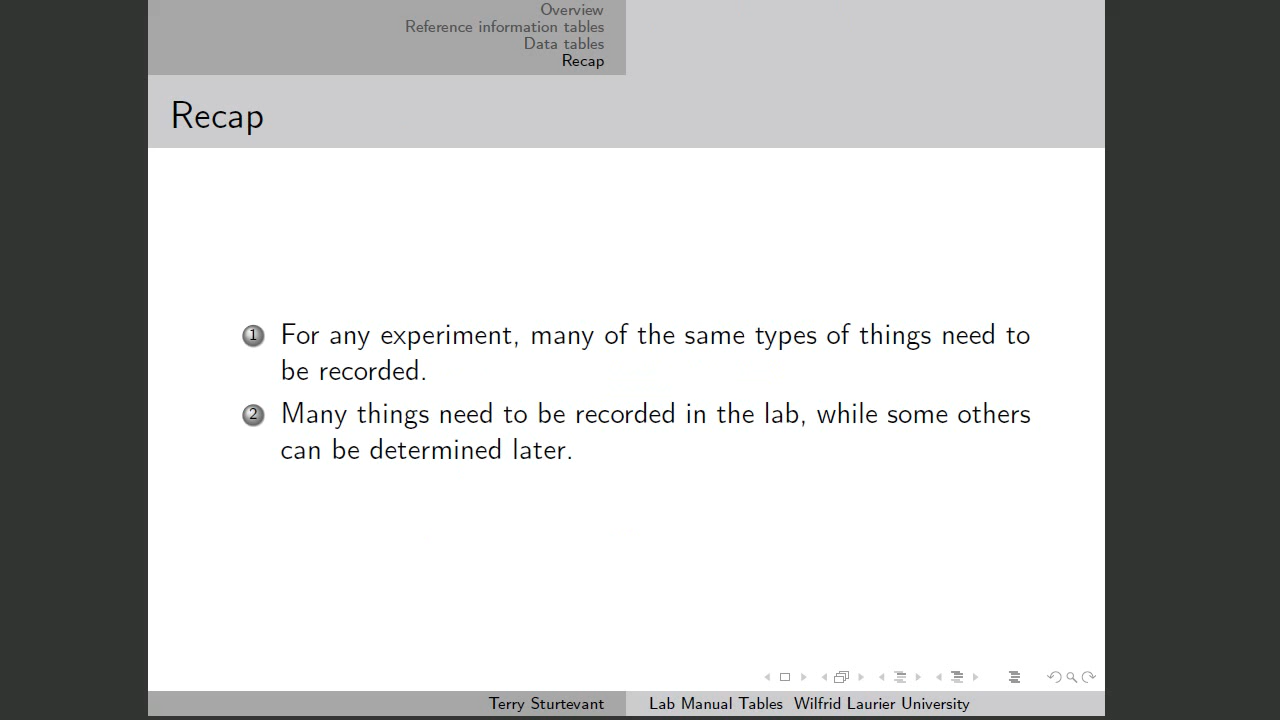 Overview
Reference information tables
Data tables
Recap
Recap
1 For any experiment, many of the same types of things need to
be recorded.
2 Many things need to be recorded in the lab, while some others
can be determined later.
Terry Sturtevant Lab Manual Tables Wilfrid Laurier University